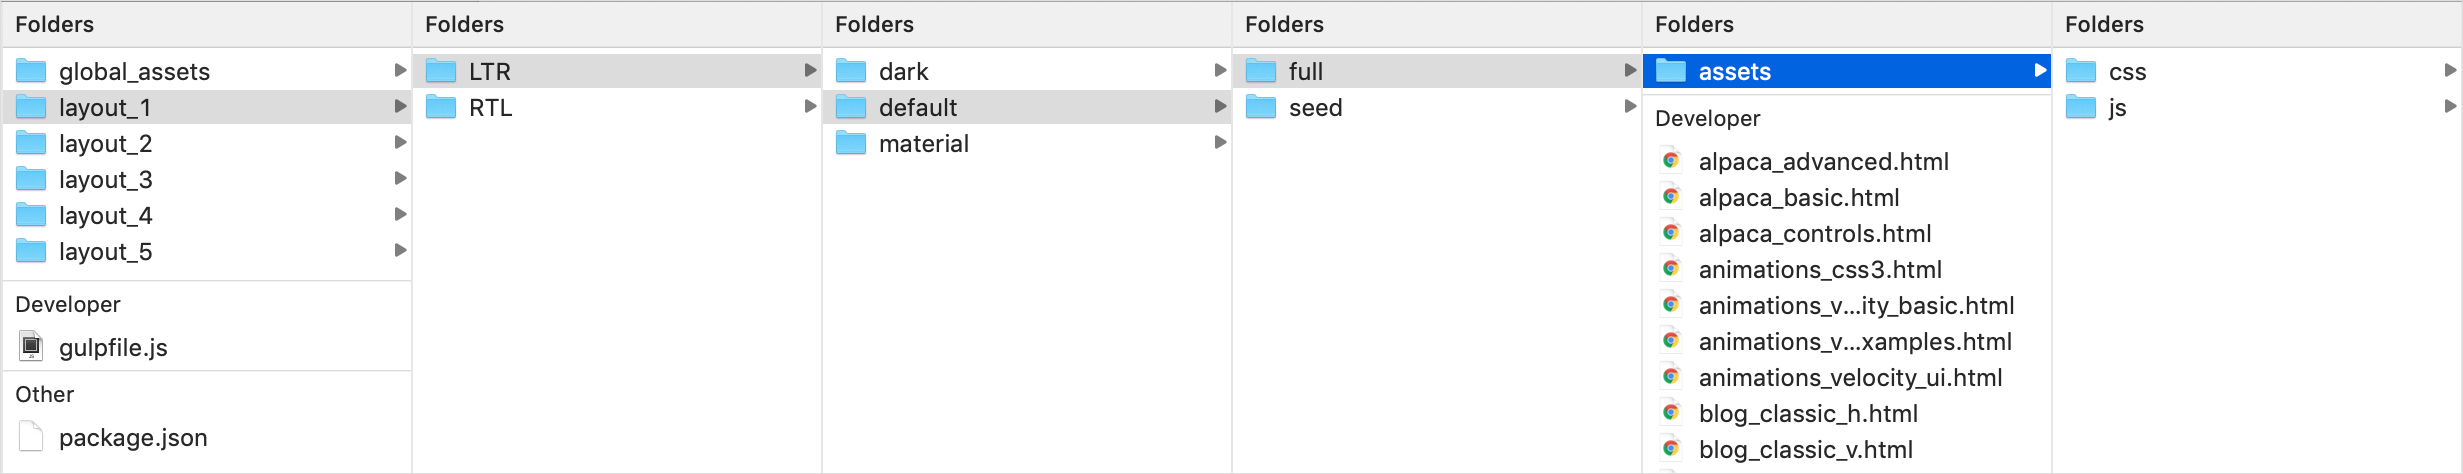 Folders
global_assets
layout_1
layout_2
layout_3
layout_4
layout_5
Developer
gulpfile.js
Other
package.json
Folders
LTR
RTL
Folders
dark
default
material
Folders
full
seed
Folders
assets
Developer
alpaca_advanced.html
alpaca_basic.html
alpaca_controls.html
animations_css3.html
animations_v...ity_basic.html
animations_v...xamples.html
animations_velocity_ui.html
blog_classic_h.html
blog_classic_v.html
Folders
css
js